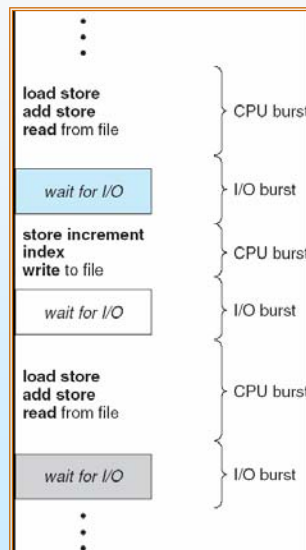 load store
add store
read from file
CPU burst
wait for I/O
I/O burst
store increment
index
write to file
CPU burst
wait for I/O
I/O burst
load store
add store
read from file
CPU burst
wait for I/O
I/O burst